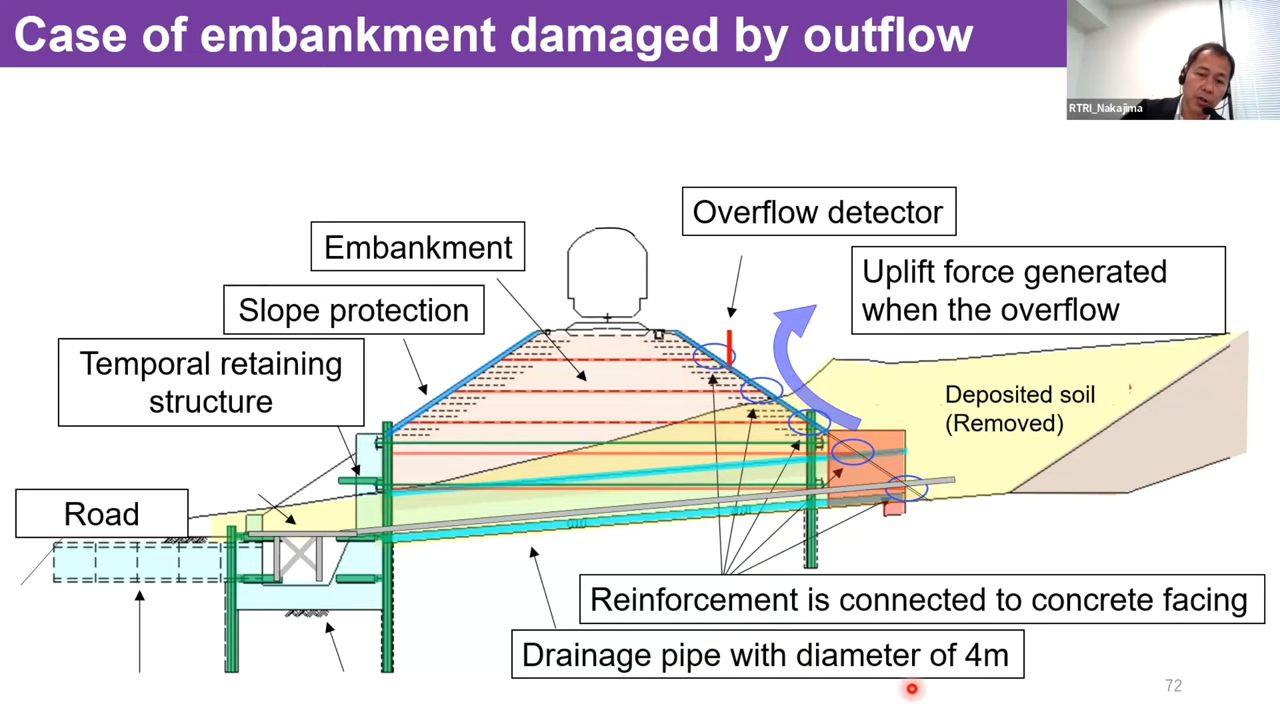 Case of embankment damaged by outflow
RTRI_Nakajima
Overflow detector
Embankment
Uplift force generated
when the overflow
Slope protection
Temporal retaining
structure
Deposited soil
(Removed)
Road
Reinforcement is connected to concrete facing
Drainage pipe with diameter of 4m
72